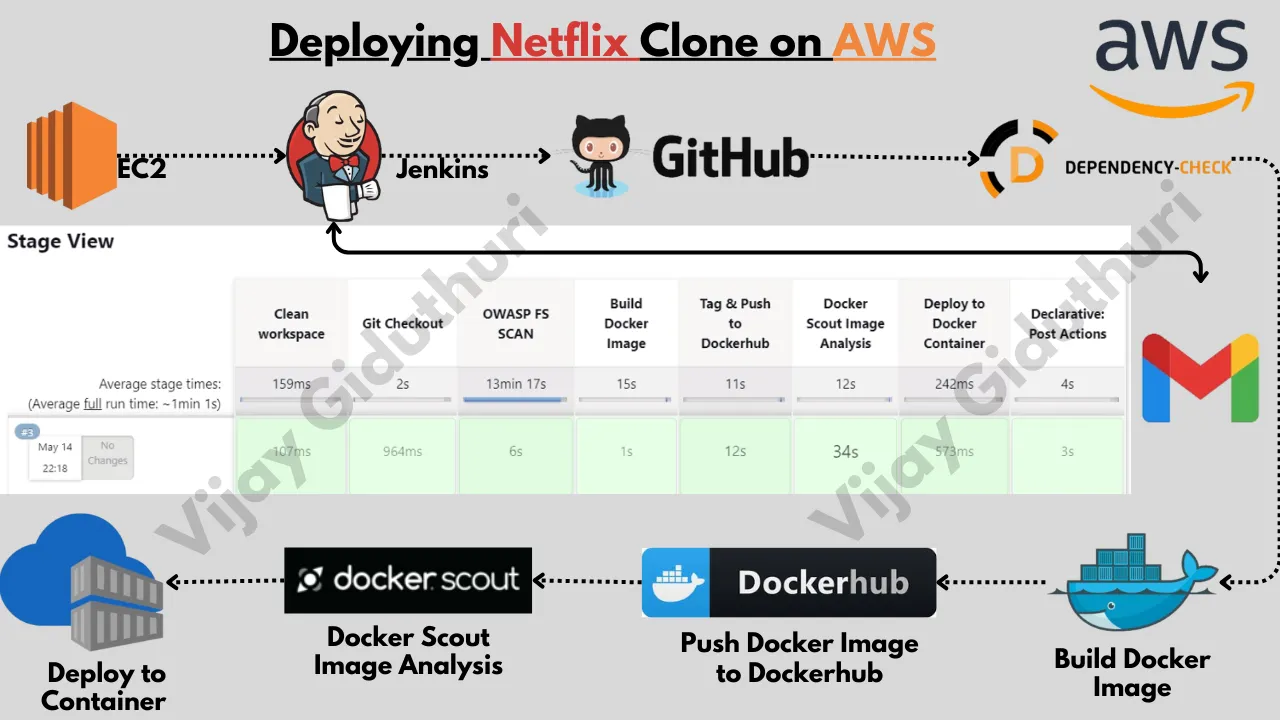 Deploying Netflix Clone on AWS
aws
EC2
Jenkins
GitHub
D
DEPENDENCY-CHECK
Stage View
Clean
workspace
Git Checkout
OWASP FS
SCAN
Build
Docker
Image
Tag & Push
to
Dockerhub
Docker
Scout Image
Analysis
Deploy to
Docker
Container
Declarative:
Post Actions
Average stage times:
(Average full run time: ~1min 1s)
159ms
2s
13min 17s
15s
11s
12s
242ms
4s
#3
May 14
22:18
No
Changes
107ms
964ms
6s
1s
12s
34s
573ms
3s
Vijay Giduthuri
Vijay Giduthuri
docker scout
Docker Scout
Image Analysis
Dockerhub
Push Docker Image
to Dockerhub
Build Docker
Image
Deploy to
Container